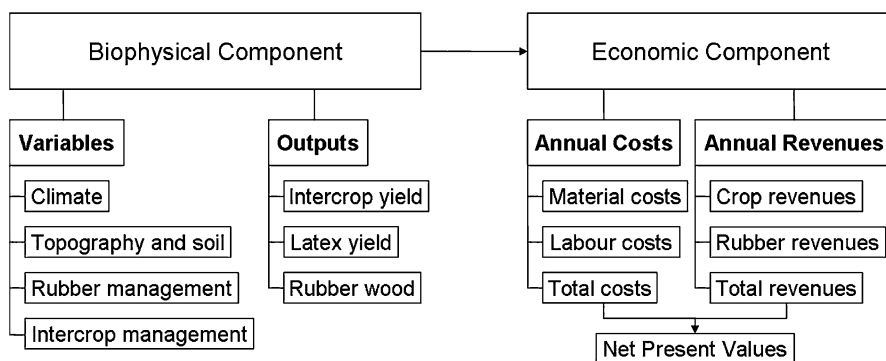 Biophysical Component
Economic Component
Variables
Climate
Topography and soil
Rubber management
Intercrop management
Outputs
Intercrop yield
Latex yield
Rubber wood
Annual Costs
Material costs
Labour costs
Total costs
Annual Revenues
Crop revenues
Rubber revenues
Total revenues
Net Present Values